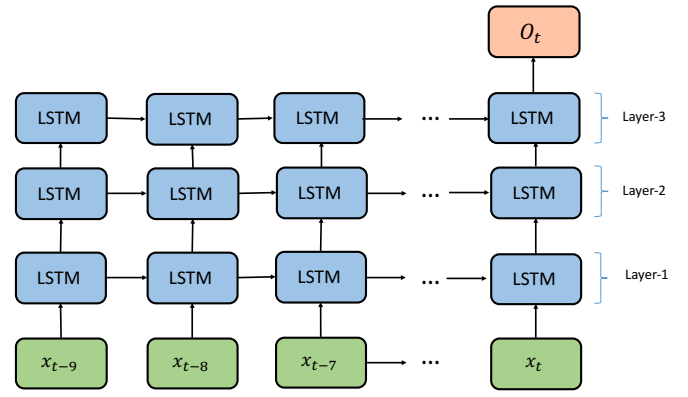 O_t
LSTM LSTM LSTM ... LSTM Layer-3
LSTM LSTM LSTM ... LSTM Layer-2
LSTM LSTM LSTM ... LSTM Layer-1
x_{t-9} x_{t-8} x_{t-7} ... x_t